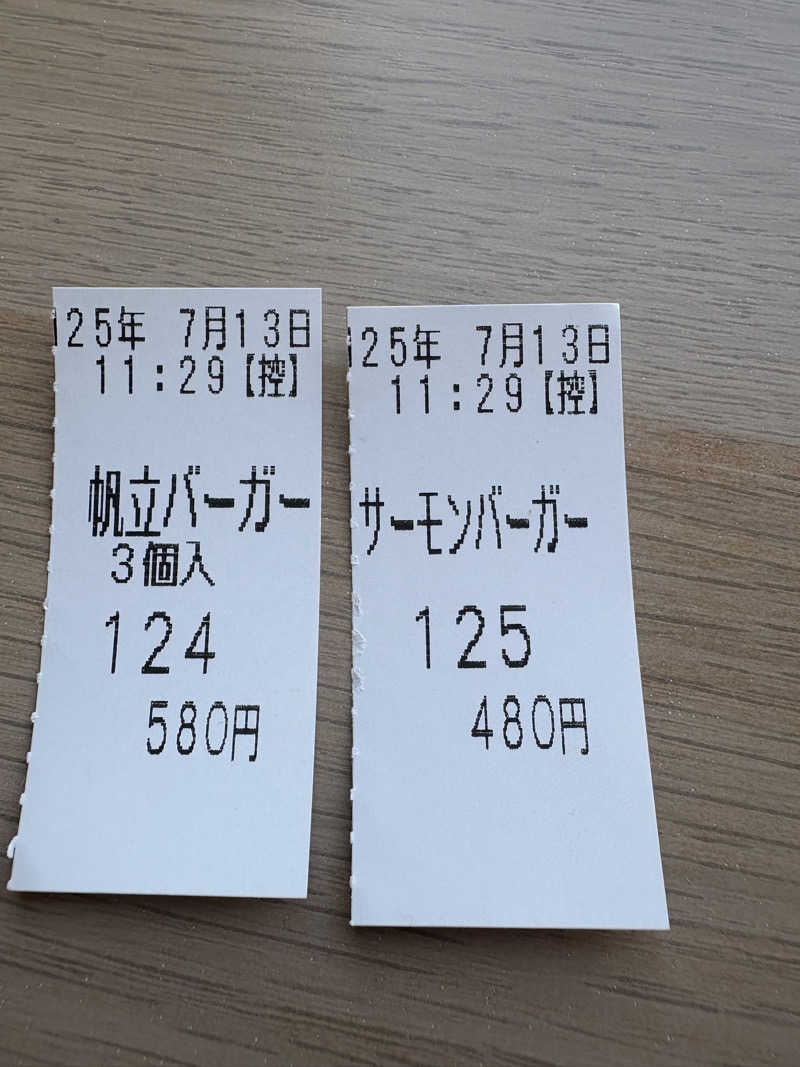 '25年 7月13日
11:29【控】
帆立バーガー
3個入
124
580円
'25年 7月13日
11:29【控】
サーモンバーガー
125
480円